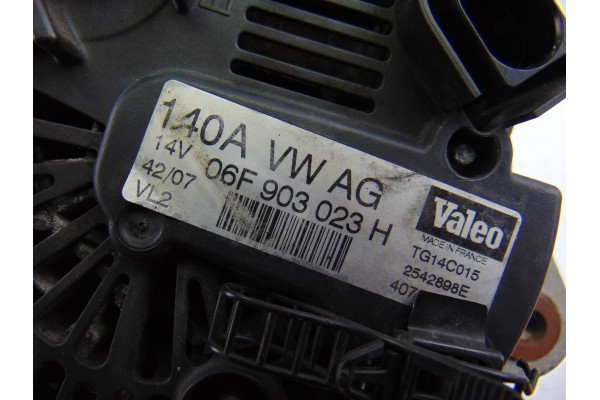 140A VW AG
14V 06F 903 023 H
42/07
VL2
Valeo
MADE IN FRANCE
TG14C015
2542898E
407